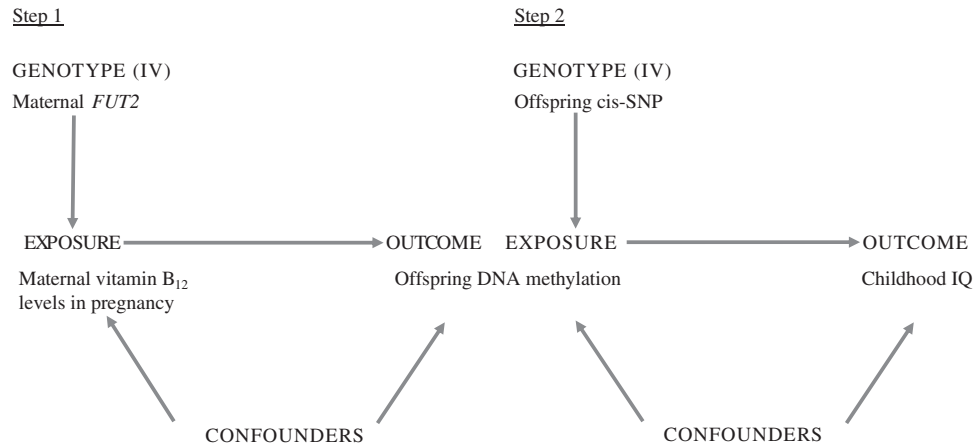 Step 1
Step 2
GENOTYPE (IV)
Maternal FUT2
GENOTYPE (IV)
Offspring cis-SNP
EXPOSURE
OUTCOME
EXPOSURE
OUTCOME
Maternal vitamin B12
levels in pregnancy
Offspring DNA methylation
Childhood IQ
CONFOUNDERS
CONFOUNDERS